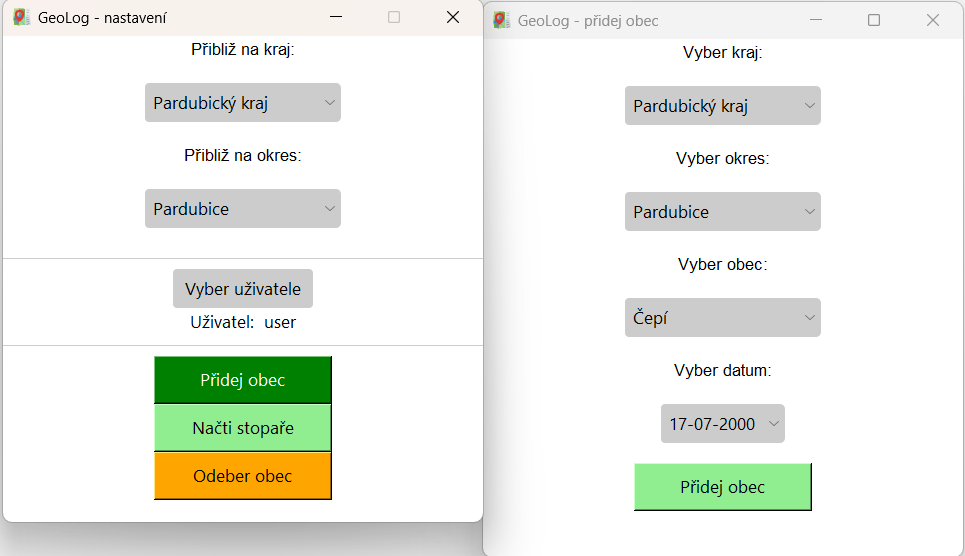 GeoLog - nastavení
Přibliž na kraj:
Pardubický kraj
Přibliž na okres:
Pardubice
Vyber uživatele
Uživatel: user
Přidej obec
Načti stopaře
Odeber obec
GeoLog - přidej obec
Vyber kraj:
Pardubický kraj
Vyber okres:
Pardubice
Vyber obec:
Čepí
Vyber datum:
17-07-2000
Přidej obec